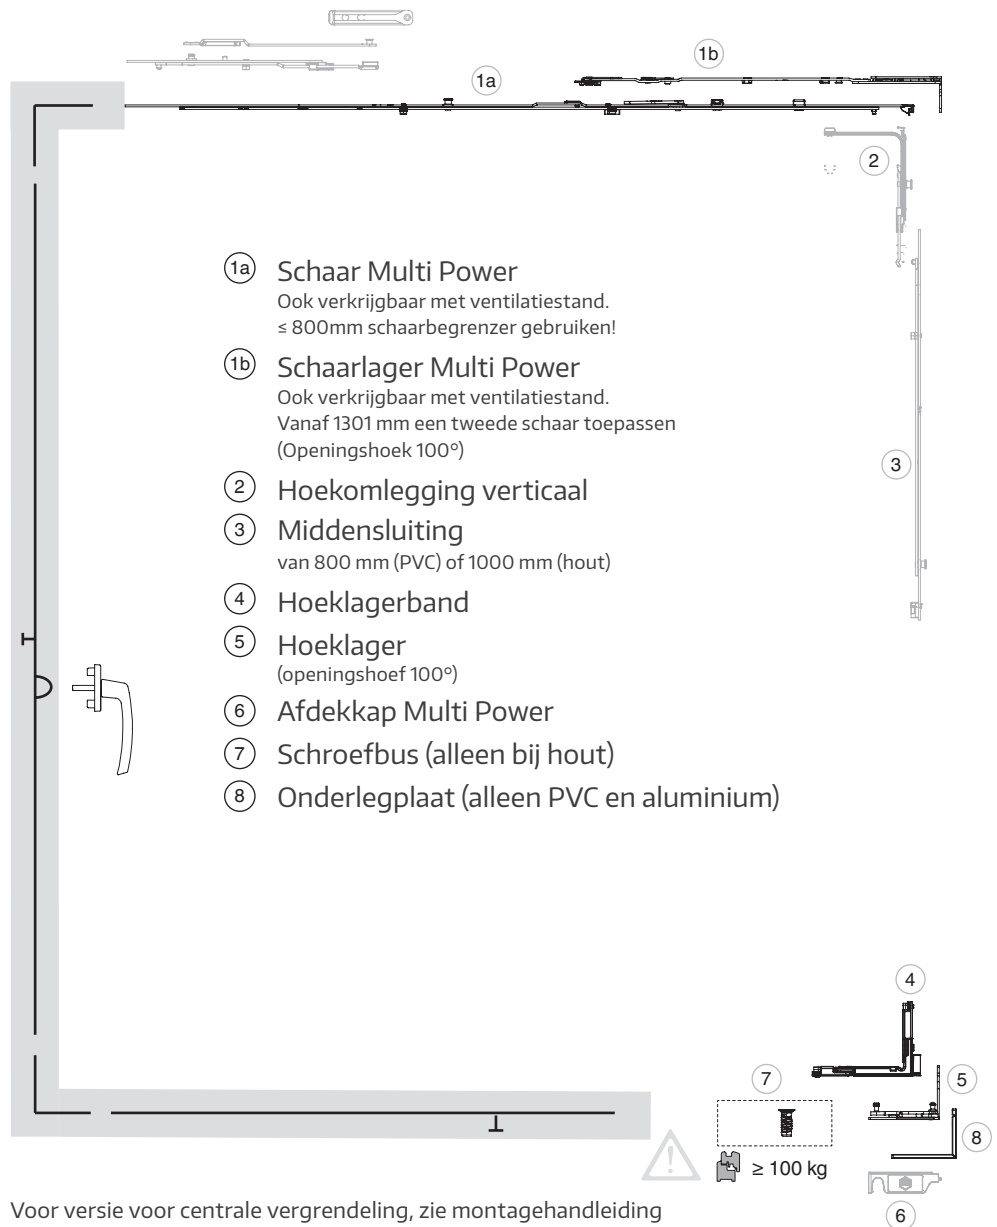 1b
1a
2
1a Schaar Multi Power
Ook verkrijgbaar met ventilatiestand.
≤ 800mm schaarbegrenzer gebruiken!
1b Schaarlager Multi Power
Ook verkrijgbaar met ventilatiestand.
Vanaf 1301 mm een tweede schaar toepassen
(Openingshoek 100°)
2 Hoekomlegging verticaal
3 Middensluiting
van 800 mm (PVC) of 1000 mm (hout)
4 Hoeklagerband
5 Hoeklager
(openingshoef 100°)
6 Afdekkap Multi Power
7 Schroefbus (alleen bij hout)
8 Onderlegplaat (alleen PVC en aluminium)
3
4
7
5
8
≥ 100 kg
6
Voor versie voor centrale vergrendeling, zie montagehandleiding